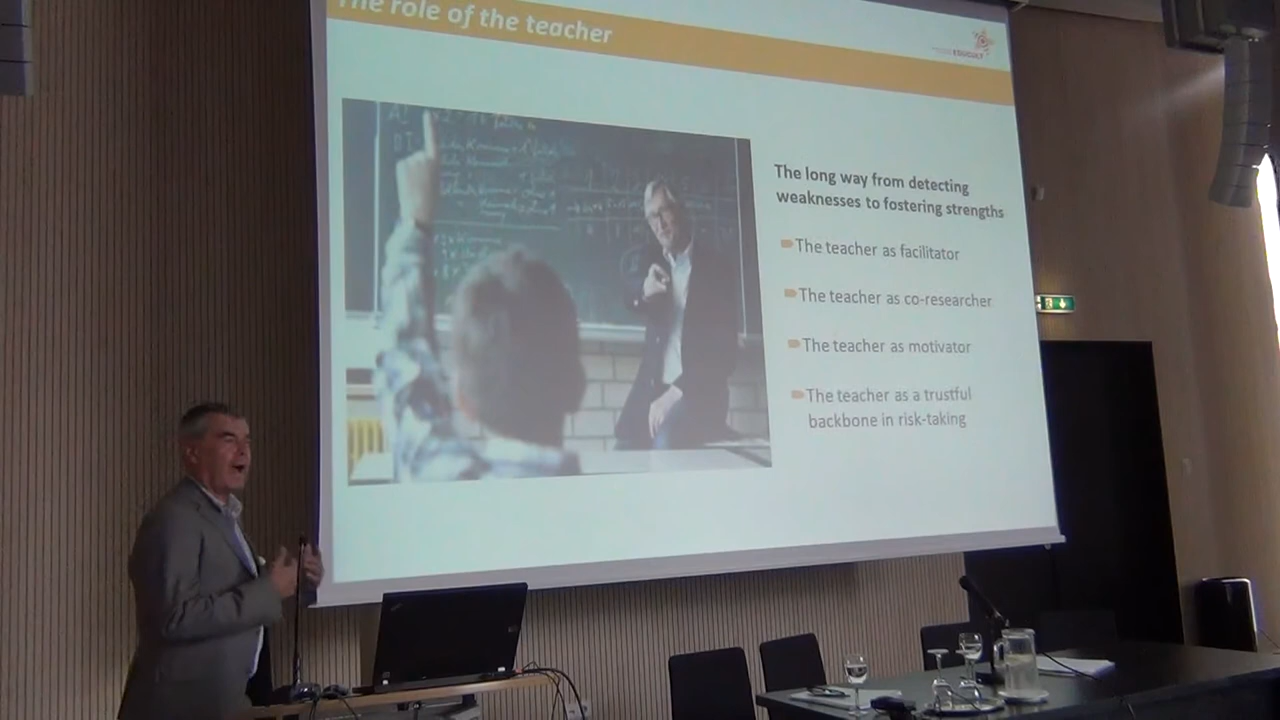 The role of the teacher
EDUCULT
The long way from detecting
weaknesses to fostering strengths
The teacher as facilitator
The teacher as co-researcher
The teacher as motivator
The teacher as a trustful
backbone in risk-taking